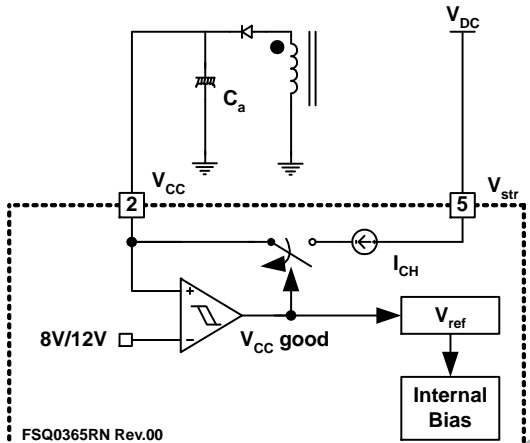 V_DC
C_a
V_CC
2
V_str
5
I_CH
+
8V/12V
-
V_CC good
V_ref
Internal
Bias
FSQ0365RN Rev.00